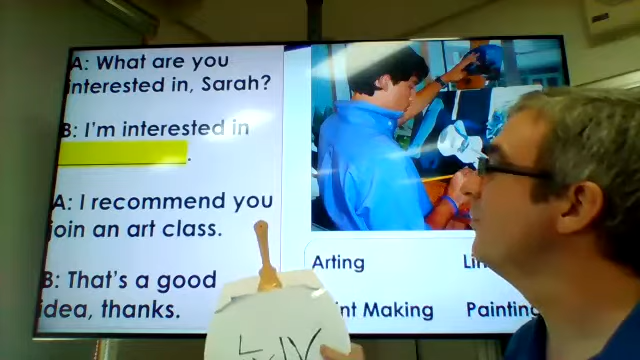 A: What are you
interested in, Sarah?
B: I'm interested in
.
A: I recommend you
join an art class.
B: That's a good
idea, thanks.
Arting
Making
Painting